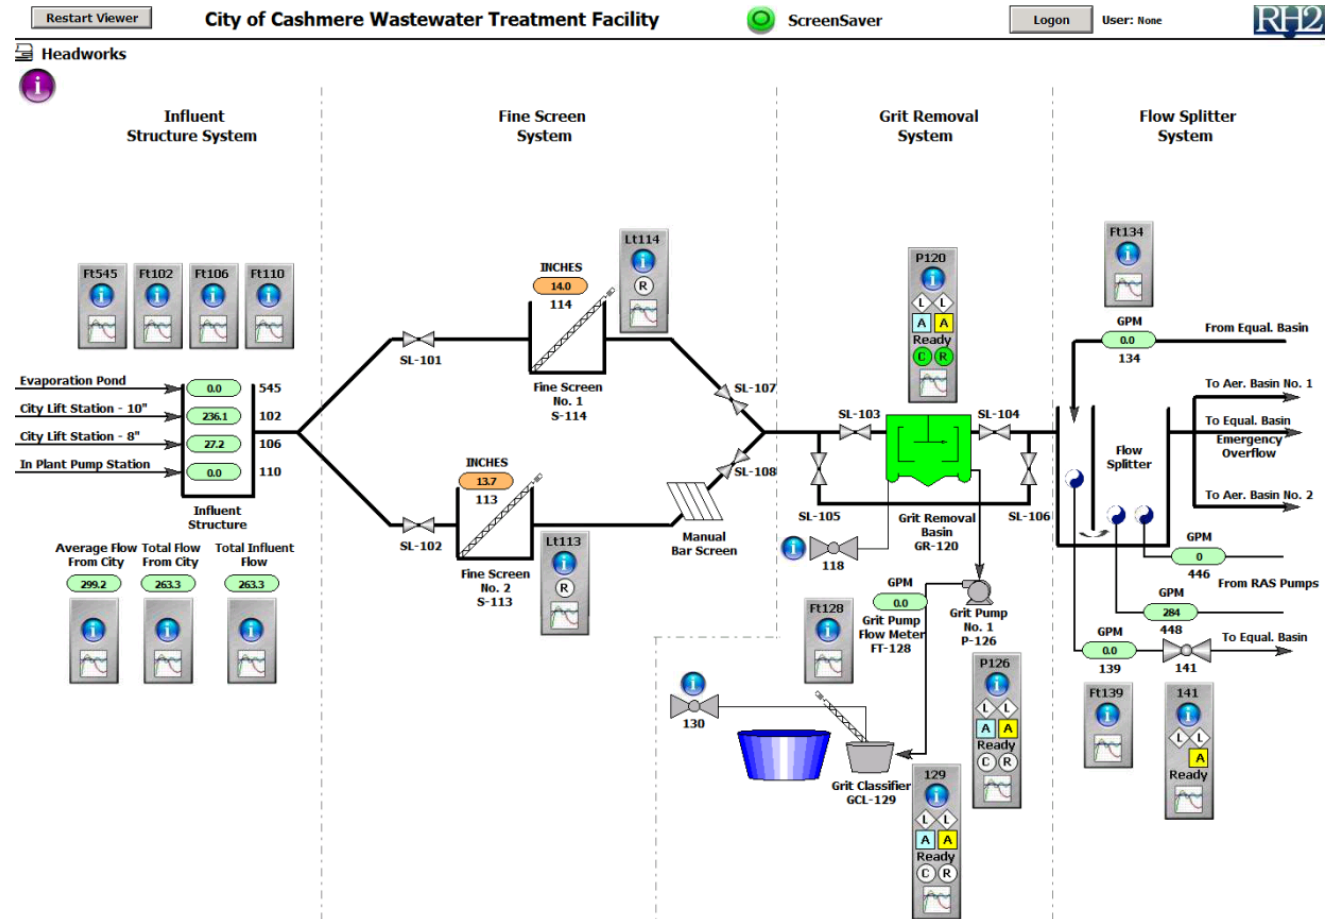 Restart Viewer
City of Cashmere Wastewater Treatment Facility
ScreenSaver
Logon
User: None
RH2
Headworks
i
Influent
Structure System
Fine Screen
System
Grit Removal
System
Flow Splitter
System
Ft545
Ft102
Ft106
Ft110
i
i
i
i
Evaporation Pond
0.0
545
City Lift Station - 10"
236.1
102
City Lift Station - 8"
27.2
106
In Plant Pump Station
0.0
110
Influent
Structure
Average Flow
From City
299.2
i
Total Flow
From City
263.3
i
Total Influent
Flow
263.3
i
SL-101
SL-102
INCHES
14.0
114
Fine Screen
No. 1
S-114
Lt114
i
R
INCHES
13.7
113
Fine Screen
No. 2
S-113
Lt113
i
R
SL-107
SL-108
Manual
Bar Screen
P120
i
L L
A A
Ready
C R
SL-103
SL-104
SL-105
SL-106
Grit Removal
Basin
GR-120
i
118
GPM
0.0
Grit Pump
Flow Meter
FT-128
Ft128
i
Grit Pump
No. 1
P-126
P126
i
L L
A A
Ready
C R
i
130
Grit Classifier
GCL-129
129
i
L L
A A
Ready
C R
Ft134
i
GPM
0.0
134
From Equal. Basin
To Aer. Basin No. 1
To Equal. Basin
Emergency
Overflow
To Aer. Basin No. 2
Flow
Splitter
GPM
0
446
From RAS Pumps
GPM
284
448
GPM
0.0
139
141
To Equal. Basin
Ft139
i
141
i
L L
A
Ready